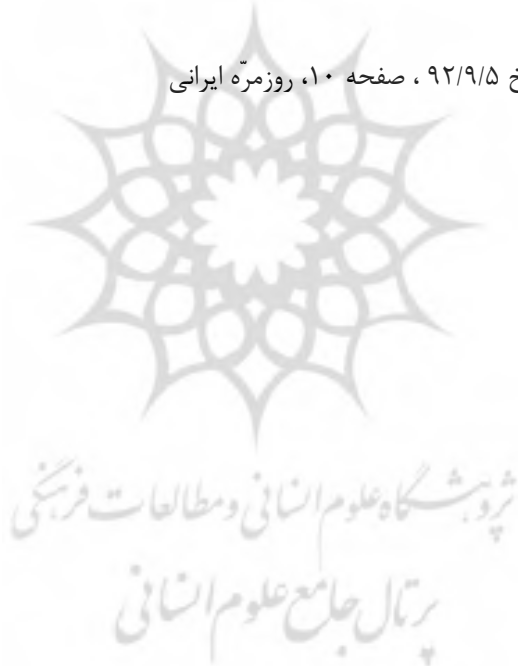 خ ۹۲/۹/۵ ، صفحه ۱۰، روزمرّه ایرانی
پژوهشگاه علوم انسانی و مطالعات فرهنگی
پرتال جامع علوم انسانی